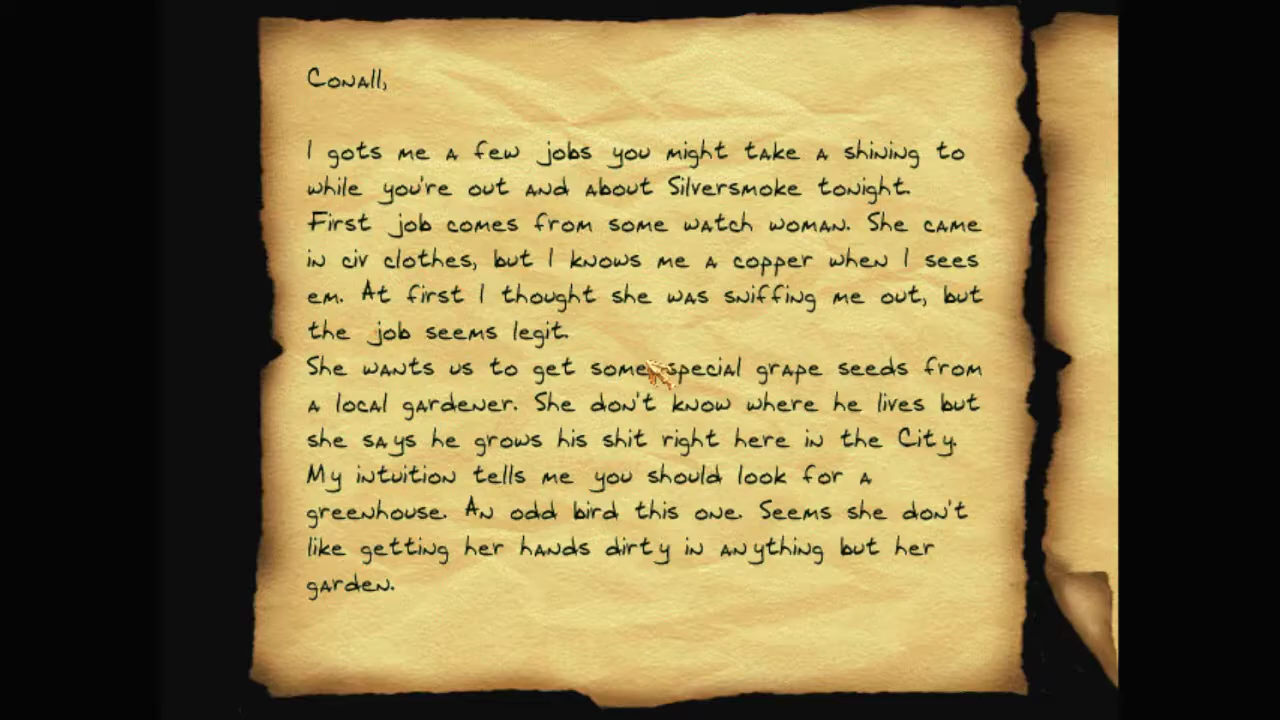 Conall,
I gots me a few jobs you might take a shining to
while you're out and about Silversmoke tonight.
First job comes from some watch woman. She came
in civ clothes, but I knows me a copper when I sees
em. At first I thought she was sniffing me out, but
the job seems legit.
She wants us to get some special grape seeds from
a local gardener. She don't know where he lives but
she says he grows his shit right here in the City.
My intuition tells me you should look for a
greenhouse. An odd bird this one. Seems she don't
like getting her hands dirty in anything but her
garden.